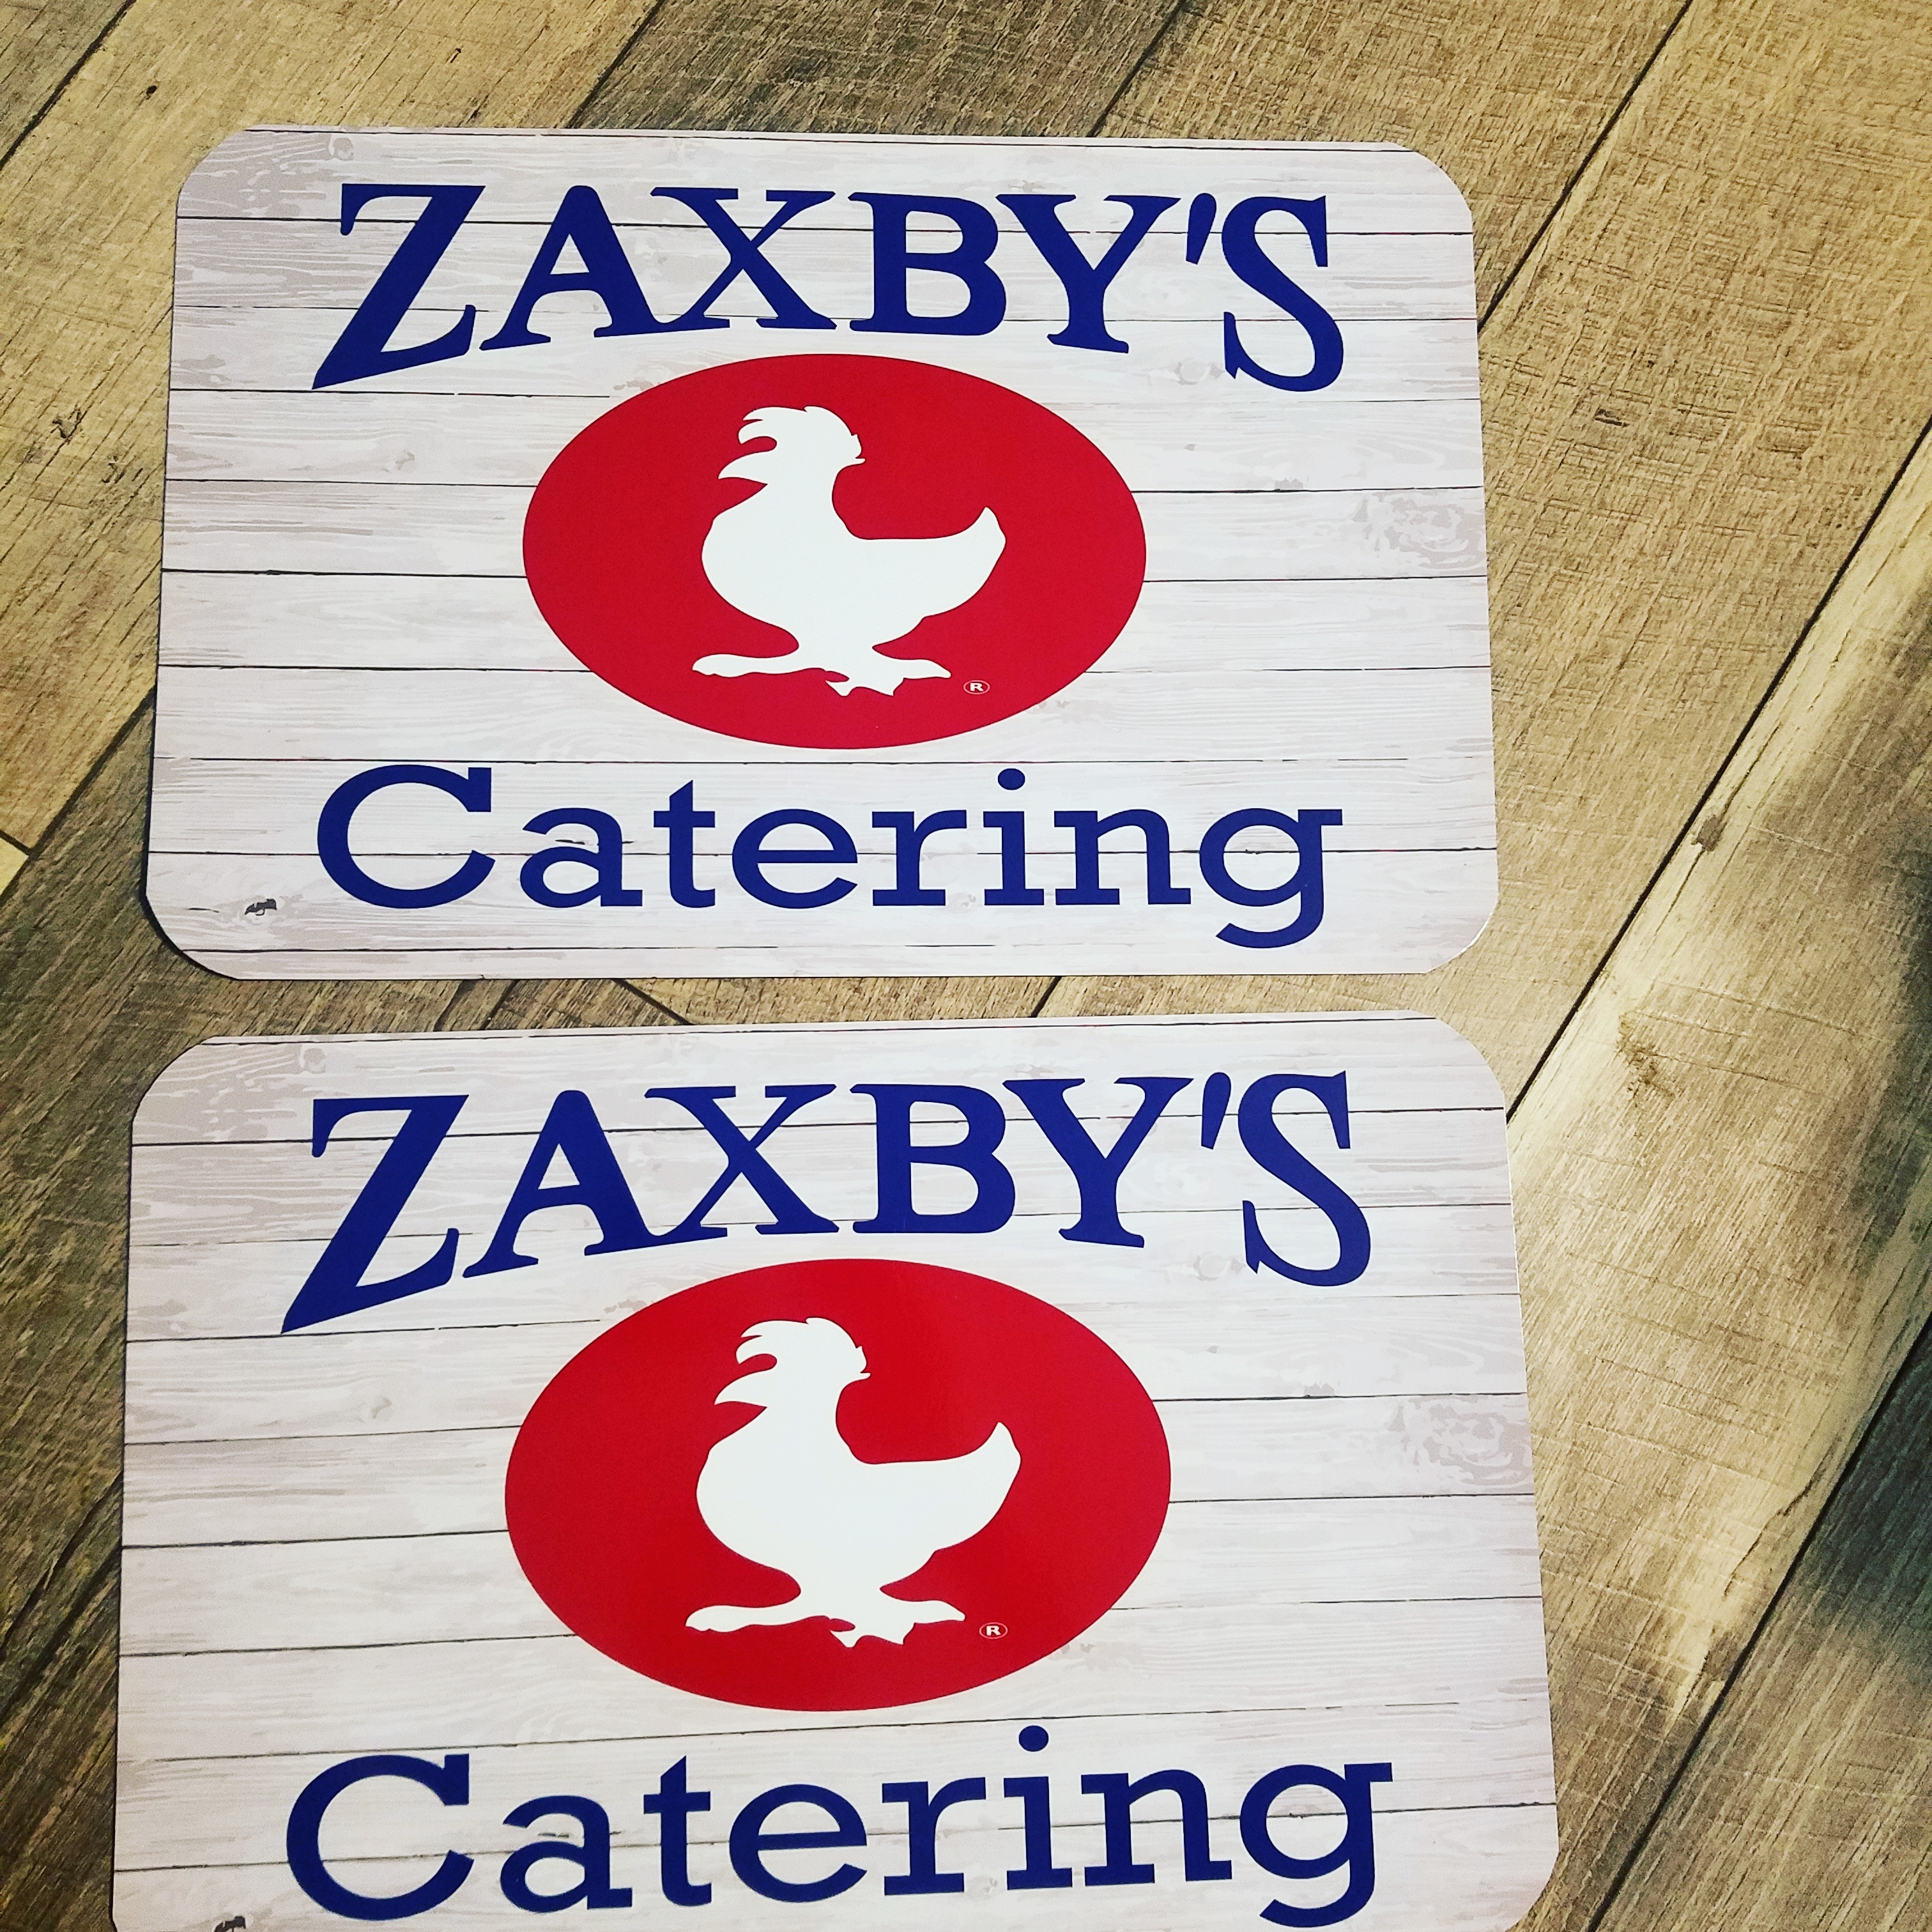 ZAXBY'S
®
Catering
ZAXBY'S
®
Catering